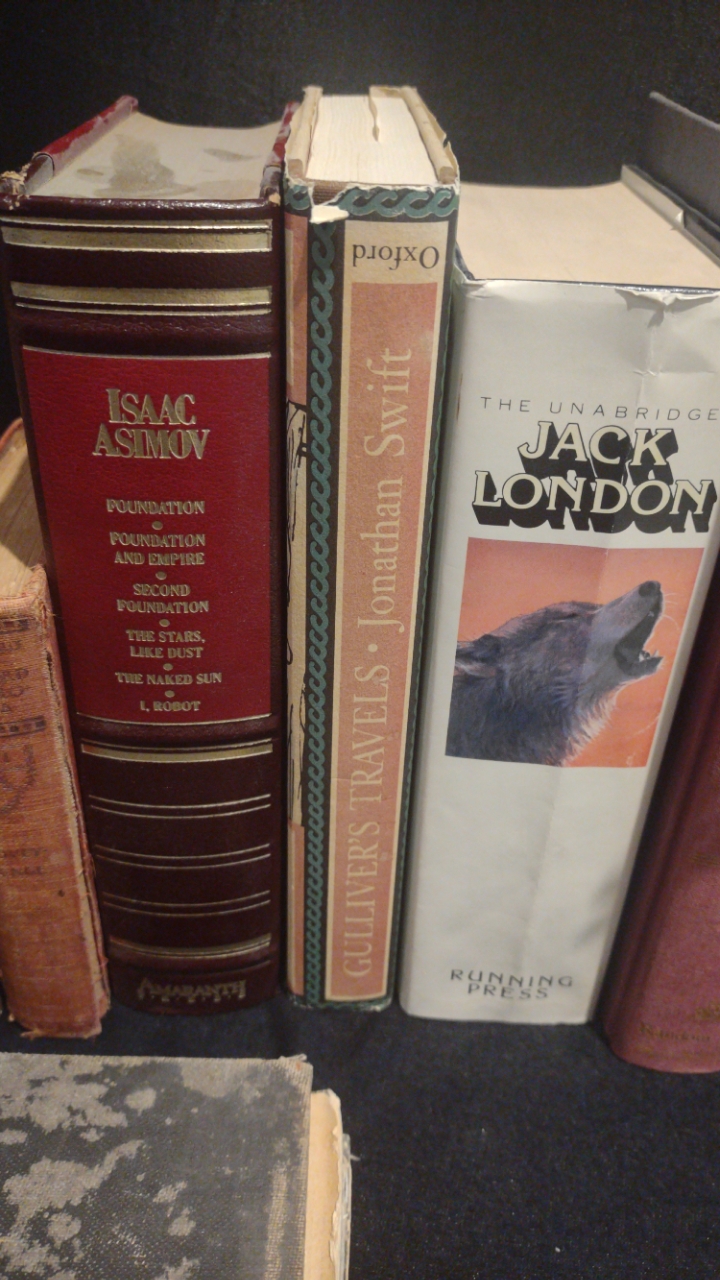 ISAAC
ASIMOV
FOUNDATION
FOUNDATION
AND EMPIRE
SECOND
FOUNDATION
THE STARS,
LIKE DUST
THE NAKED SUN
I, ROBOT
Oxford
GULLIVER'S TRAVELS · Jonathan Swift
THE UNABRIDGE
JACK
LONDON
RUNNING
PRESS